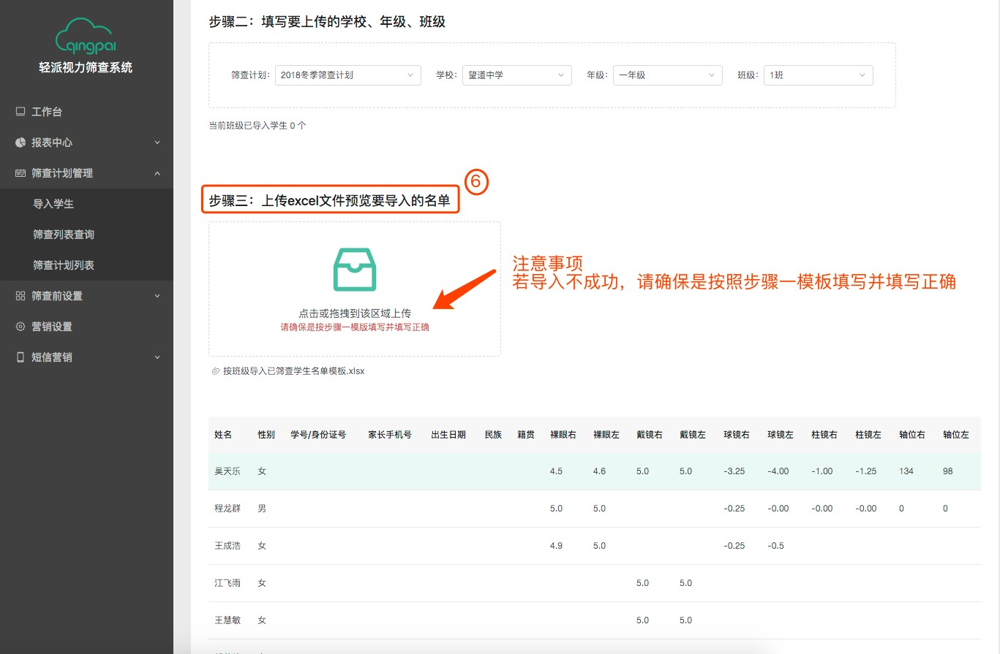 qingpai
轻派视力筛查系统
工作台
报表中心
筛查计划管理
导入学生
筛查列表查询
筛查计划列表
筛查前设置
营销设置
短信营销
步骤二：填写要上传的学校、年级、班级
筛查计划： 2018冬季筛查计划 学校： 望道中学 年级： 一年级 班级： 1班
当前班级已导入学生 0 个
⑥
步骤三：上传excel文件预览要导入的名单
注意事项
若导入不成功，请确保是按照步骤一模板填写并填写正确
点击或拖拽到该区域上传
请确保是按步骤一模版填写并填写正确
按班级导入已筛查学生名单模板.xlsx
姓名 性别 学号/身份证号 家长手机号 出生日期 民族 籍贯 裸眼右 裸眼左 戴镜右 戴镜左 球镜右 球镜左 柱镜右 柱镜左 轴位右 轴位左
吴天乐 女 4.5 4.6 5.0 5.0 -3.25 -4.00 -1.00 -1.25 134 98
程龙群 男 5.0 5.0 -0.25 -0.00 -0.00 -0.00 0 0
王成浩 女 4.9 5.0 -0.25 -0.5
江飞雨 女 5.0 5.0
王慧敏 女 5.0 5.0